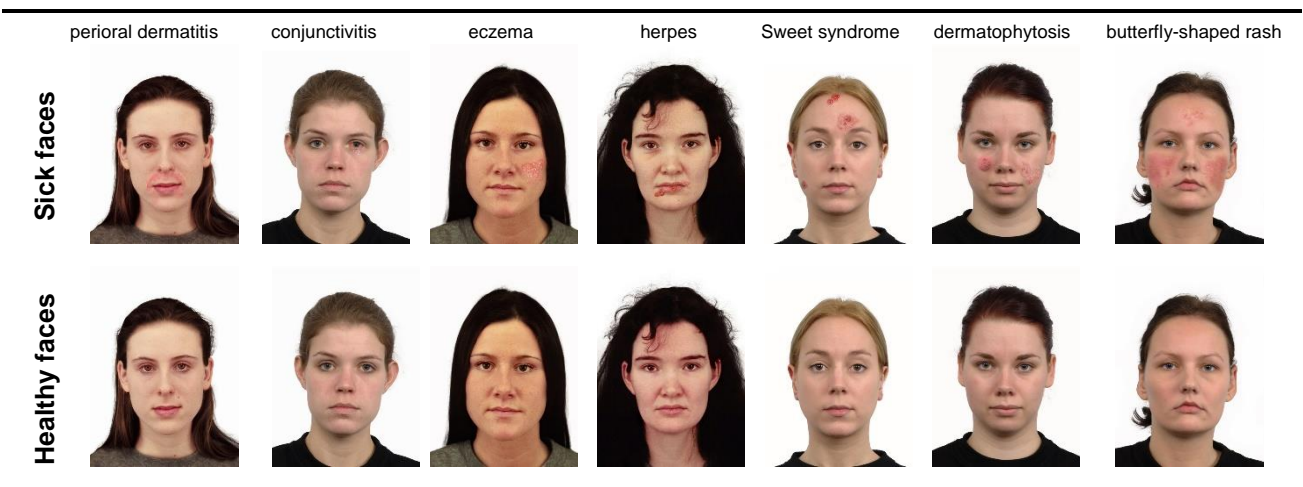 perioral dermatitis
conjunctivitis
eczema
herpes
Sweet syndrome
dermatophytosis
butterfly-shaped rash
Sick faces
Healthy faces